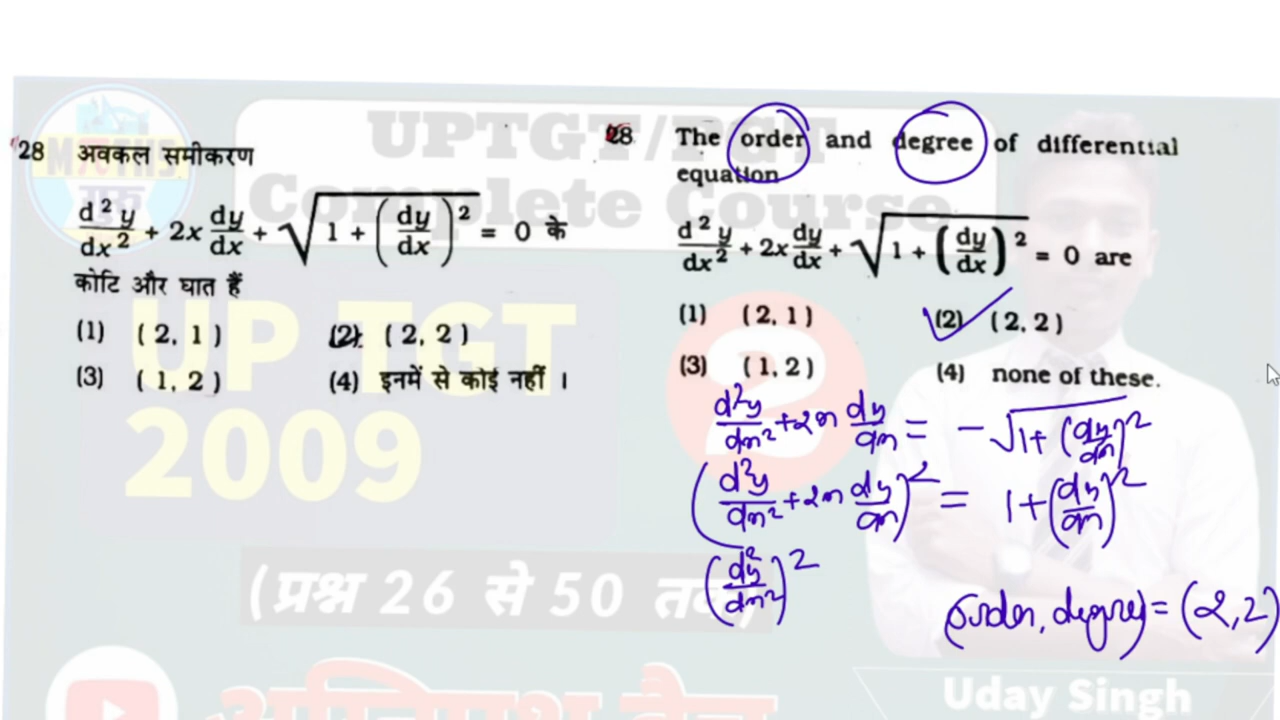 MATHS
गुरु
UPTGT/PGT
Complete Course
28 अवकल समीकरण
d²y/dx² + 2x dy/dx + √(1 + (dy/dx)²) = 0 के
कोटि और घात हैं
(1) (2, 1) (2) (2, 2)
(3) (1, 2) (4) इनमें से कोई नहीं ।
28 The order and degree of differential
equation
d²y/dx² + 2x dy/dx + √(1 + (dy/dx)²) = 0 are
(1) (2, 1) (2) (2, 2)
(3) (1, 2) (4) none of these.
d²y/dx² + 2x dy/dx = -√(1 + (dy/dx)²)
(d²y/dx² + 2x dy/dx)² = 1 + (dy/dx)²
(d²y/dx²)²
(order, degree) = (2, 2)
UP TGT
2009
2
(प्रश्न 26 से 50 तक)
Uday Singh